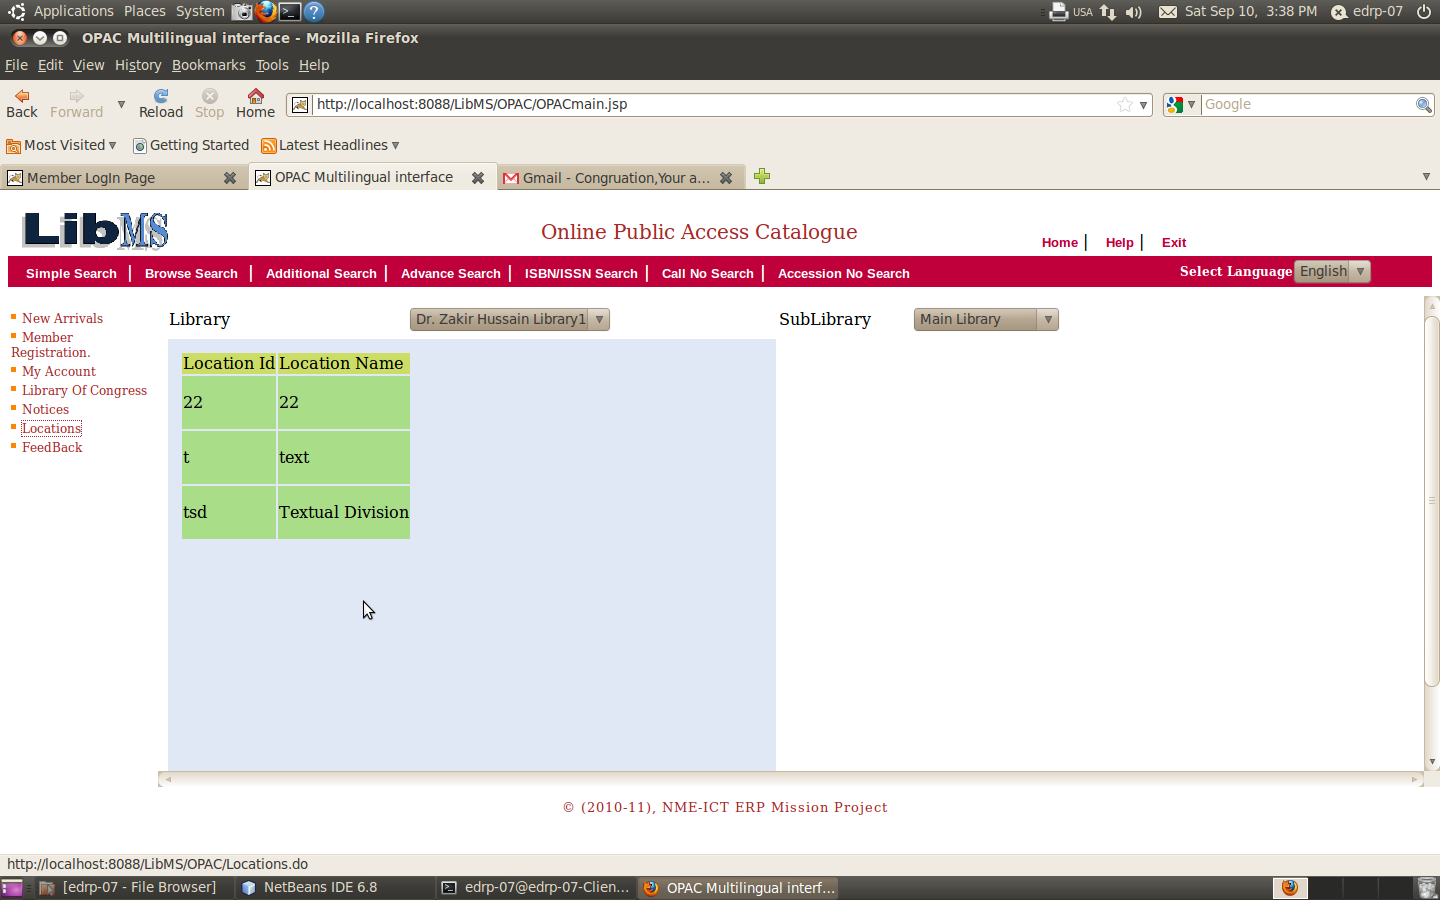 Applications Places System USA Sat Sep 10, 3:38 PM edrp-07
OPAC Multilingual interface - Mozilla Firefox
File Edit View History Bookmarks Tools Help
Back Forward Reload Stop Home http://localhost:8088/LibMS/OPAC/OPACmain.jsp Google
Most Visited Getting Started Latest Headlines
Member LogIn Page OPAC Multilingual interface Gmail - Congruation,Your a...
LibMS Online Public Access Catalogue Home | Help | Exit
Simple Search | Browse Search | Additional Search | Advance Search | ISBN/ISSN Search | Call No Search | Accession No Search Select Language English
New Arrivals
Member
Registration.
My Account
Library Of Congress
Notices
Locations
FeedBack
Library Dr. Zakir Hussain Library1 SubLibrary Main Library
Location Id Location Name
22 22
t text
tsd Textual Division
© (2010-11), NME-ICT ERP Mission Project
http://localhost:8088/LibMS/OPAC/Locations.do
[edrp-07 - File Browser] NetBeans IDE 6.8 edrp-07@edrp-07-Clien... OPAC Multilingual interf...